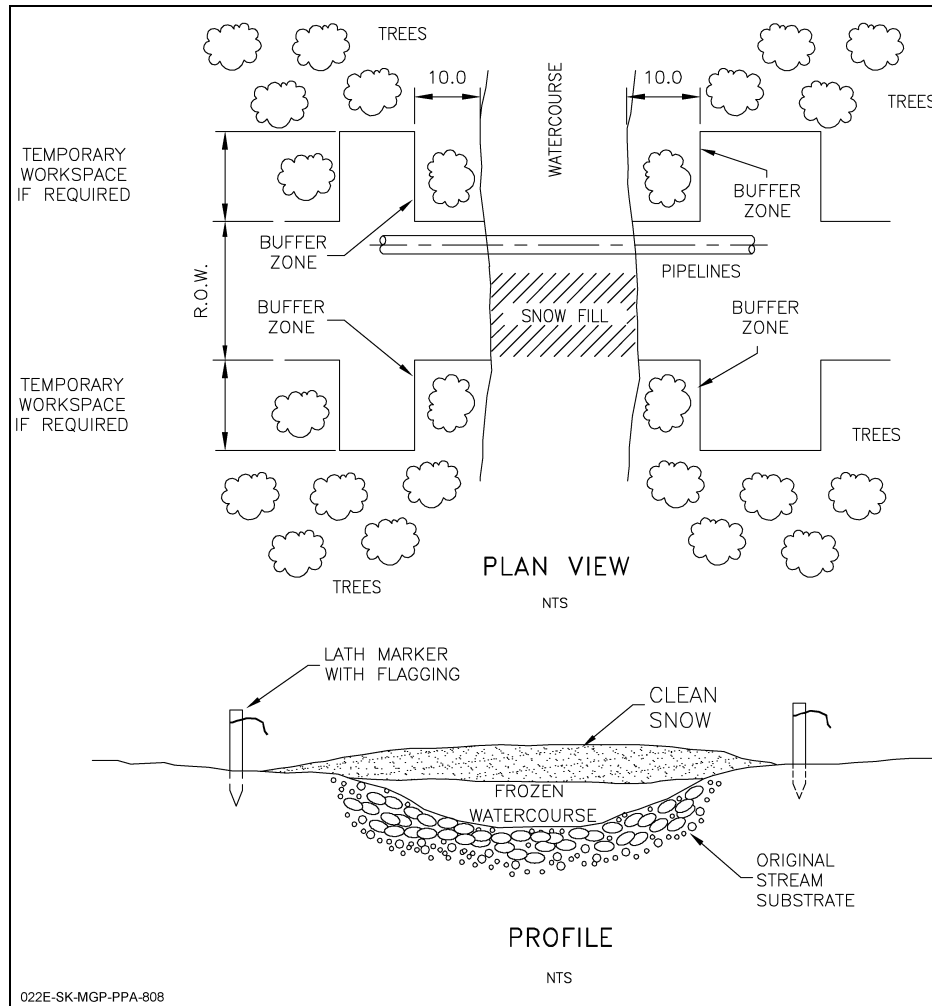 TREES
10.0
WATERCOURSE
10.0
TREES
TEMPORARY
WORKSPACE
IF REQUIRED
BUFFER
ZONE
BUFFER
ZONE
R.O.W.
PIPELINES
BUFFER
ZONE
SNOW FILL
BUFFER
ZONE
TEMPORARY
WORKSPACE
IF REQUIRED
TREES
TREES
PLAN VIEW
NTS
LATH MARKER
WITH FLAGGING
CLEAN
SNOW
FROZEN
WATERCOURSE
ORIGINAL
STREAM
SUBSTRATE
PROFILE
NTS
022E-SK-MGP-PPA-808